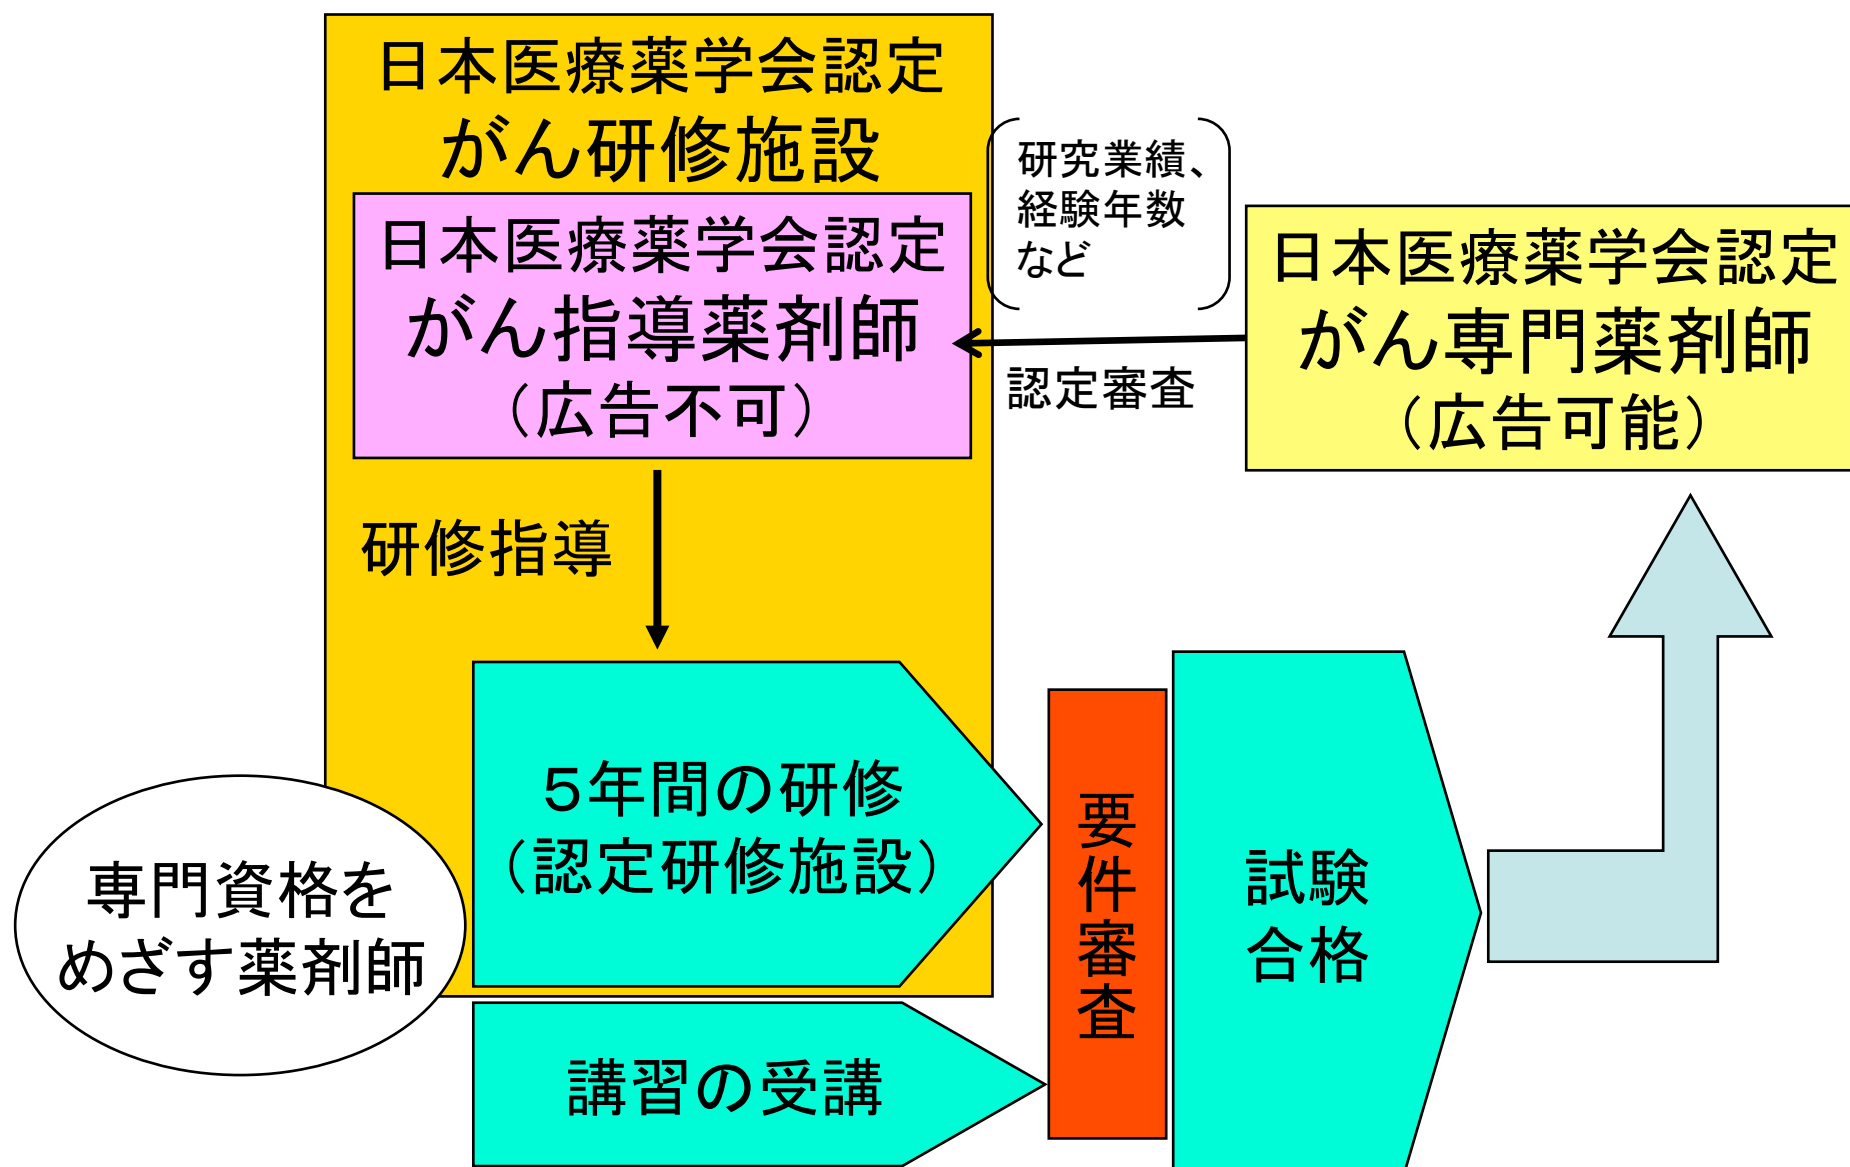 日本医療薬学会認定
がん研修施設
日本医療薬学会認定
がん指導薬剤師
（広告不可）
研究業績、
経験年数
など
認定審査
日本医療薬学会認定
がん専門薬剤師
（広告可能）
研修指導
５年間の研修
（認定研修施設）
専門資格を
めざす薬剤師
講習の受講
要件審査
試験
合格